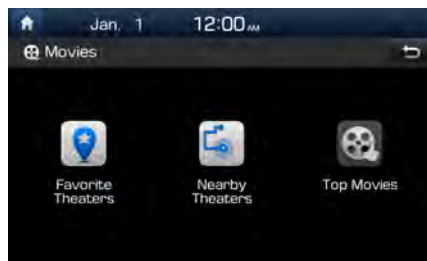 Jan. 1 12:00 AM
Movies
Favorite
Theaters
Nearby
Theaters
Top Movies